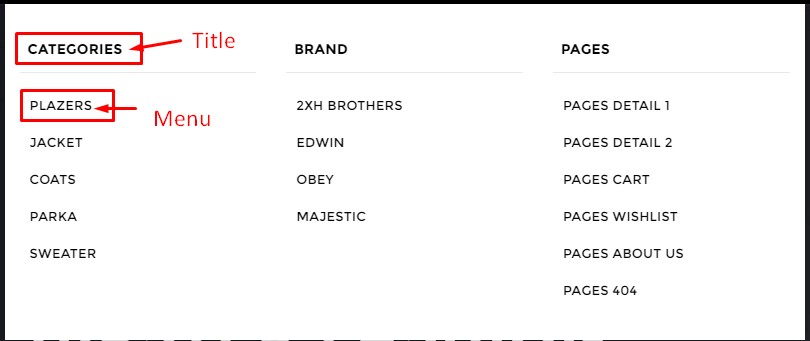 CATEGORIES
Title
PLAZERS
Menu
JACKET
COATS
PARKA
SWEATER
BRAND
2XH BROTHERS
EDWIN
OBEY
MAJESTIC
PAGES
PAGES DETAIL 1
PAGES DETAIL 2
PAGES CART
PAGES WISHLIST
PAGES ABOUT US
PAGES 404